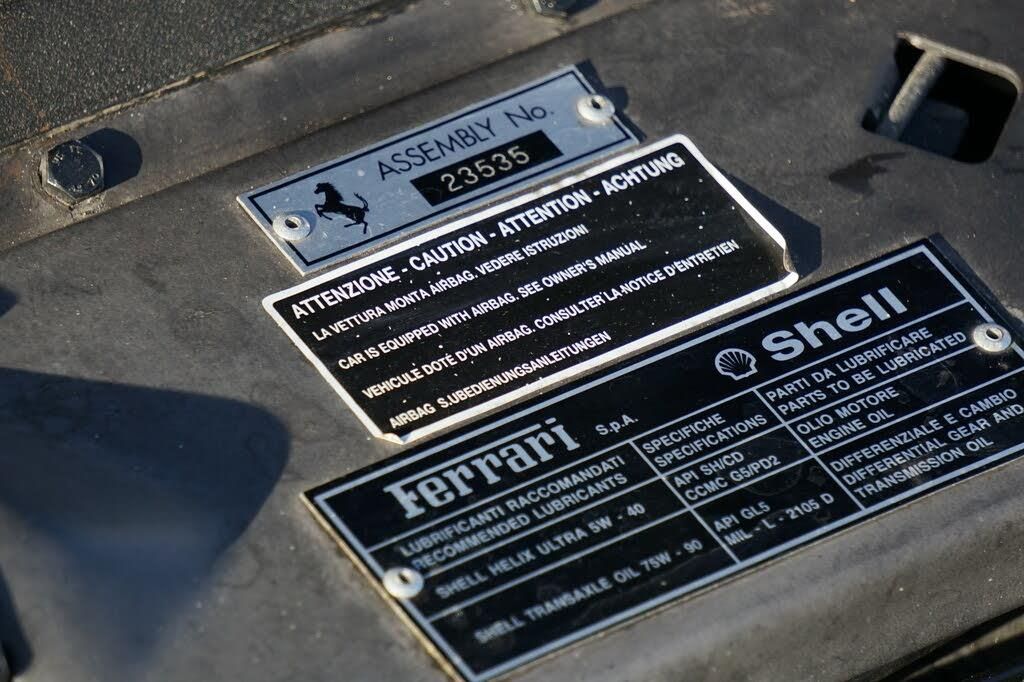 ASSEMBLY No.
23535
ATTENZIONE - CAUTION - ATTENTION - ACHTUNG
LA VETTURA MONTA AIRBAG. VEDERE ISTRUZIONI
CAR IS EQUIPPED WITH AIRBAG. SEE OWNER'S MANUAL
VEHICULE DOTÉ D'UN AIRBAG. CONSULTER LA NOTICE D'ENTRETIEN
AIRBAG S.UBEDIENUNGSANLEITUNGEN
Ferrari S.p.A. Shell
LUBRIFICANTI RACCOMANDATI
RECOMMENDED LUBRICANTS
SPECIFICHE
SPECIFICATIONS
PARTI DA LUBRIFICARE
PARTS TO BE LUBRICATED
SHELL HELIX ULTRA 5W - 40
API SH/CD
CCMC G5/PD2
OLIO MOTORE
ENGINE OIL
SHELL TRANSAXLE OIL 75W - 90
API GL5
MIL - L - 2105 D
DIFFERENZIALE E CAMBIO
DIFFERENTIAL GEAR AND
TRANSMISSION OIL